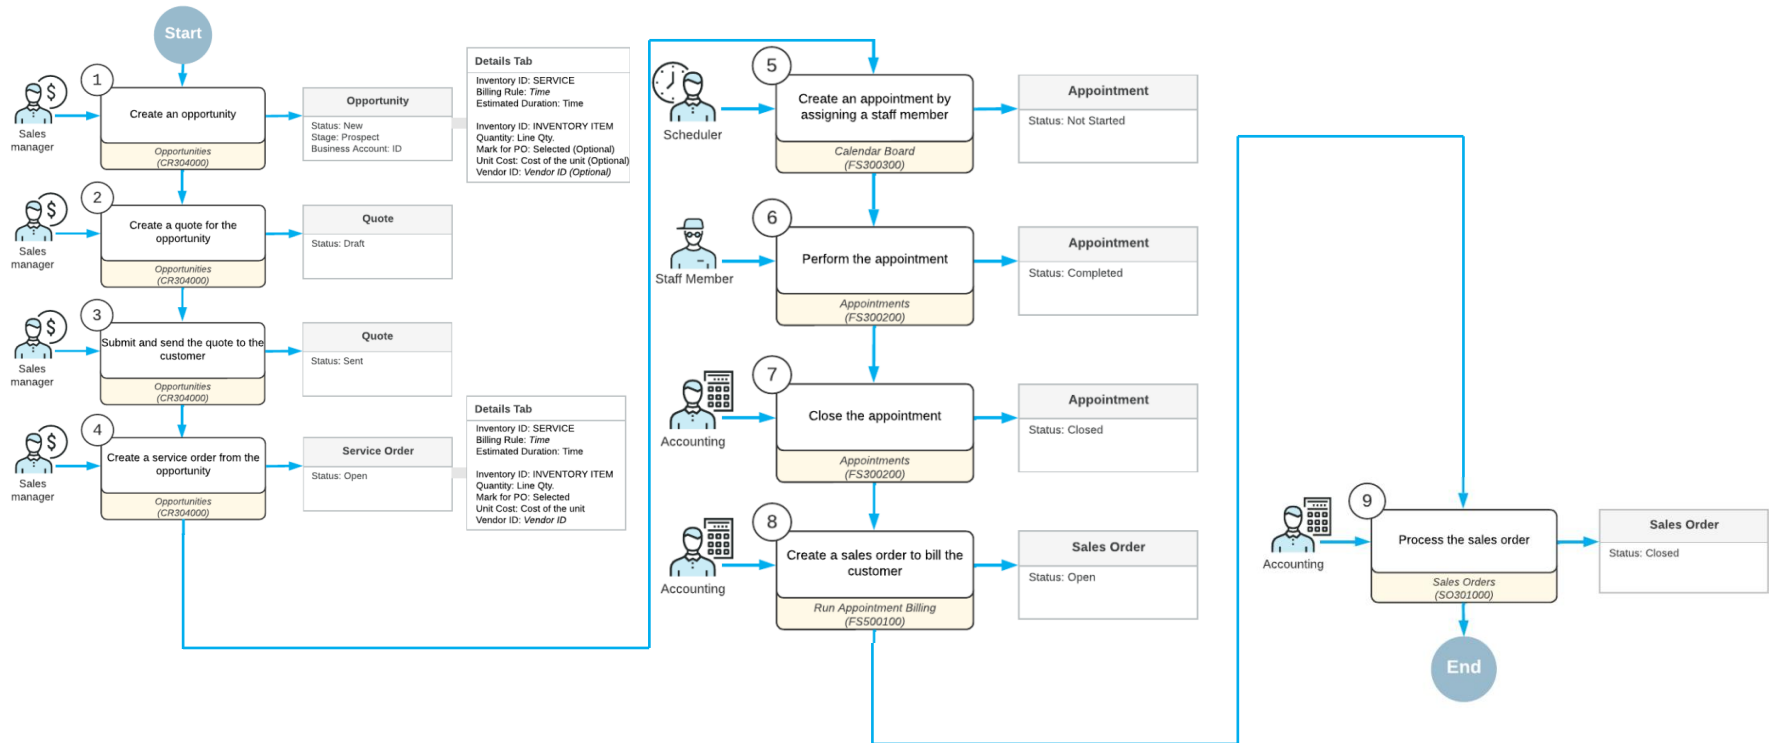 Start
1
Create an opportunity
Opportunities
(CR304000)
Sales
manager
Opportunity
Status: New
Stage: Prospect
Business Account: ID
Details Tab
Inventory ID: SERVICE
Billing Rule: Time
Estimated Duration: Time
Inventory ID: INVENTORY ITEM
Quantity: Line Qty.
Mark for PO: Selected (Optional)
Unit Cost: Cost of the unit (Optional)
Vendor ID: Vendor ID (Optional)
2
Create a quote for the
opportunity
Opportunities
(CR304000)
Sales
manager
Quote
Status: Draft
3
Submit and send the quote to the
customer
Opportunities
(CR304000)
Sales
manager
Quote
Status: Sent
4
Create a service order from the
opportunity
Opportunities
(CR304000)
Sales
manager
Service Order
Status: Open
Details Tab
Inventory ID: SERVICE
Billing Rule: Time
Estimated Duration: Time
Inventory ID: INVENTORY ITEM
Quantity: Line Qty.
Mark for PO: Selected
Unit Cost: Cost of the unit
Vendor ID: Vendor ID
5
Create an appointment by
assigning a staff member
Calendar Board
(FS300300)
Scheduler
Appointment
Status: Not Started
6
Perform the appointment
Appointments
(FS300200)
Staff Member
Appointment
Status: Completed
7
Close the appointment
Appointments
(FS300200)
Accounting
Appointment
Status: Closed
8
Create a sales order to bill the
customer
Run Appointment Billing
(FS500100)
Accounting
Sales Order
Status: Open
9
Process the sales order
Sales Orders
(SO301000)
Accounting
Sales Order
Status: Closed
End